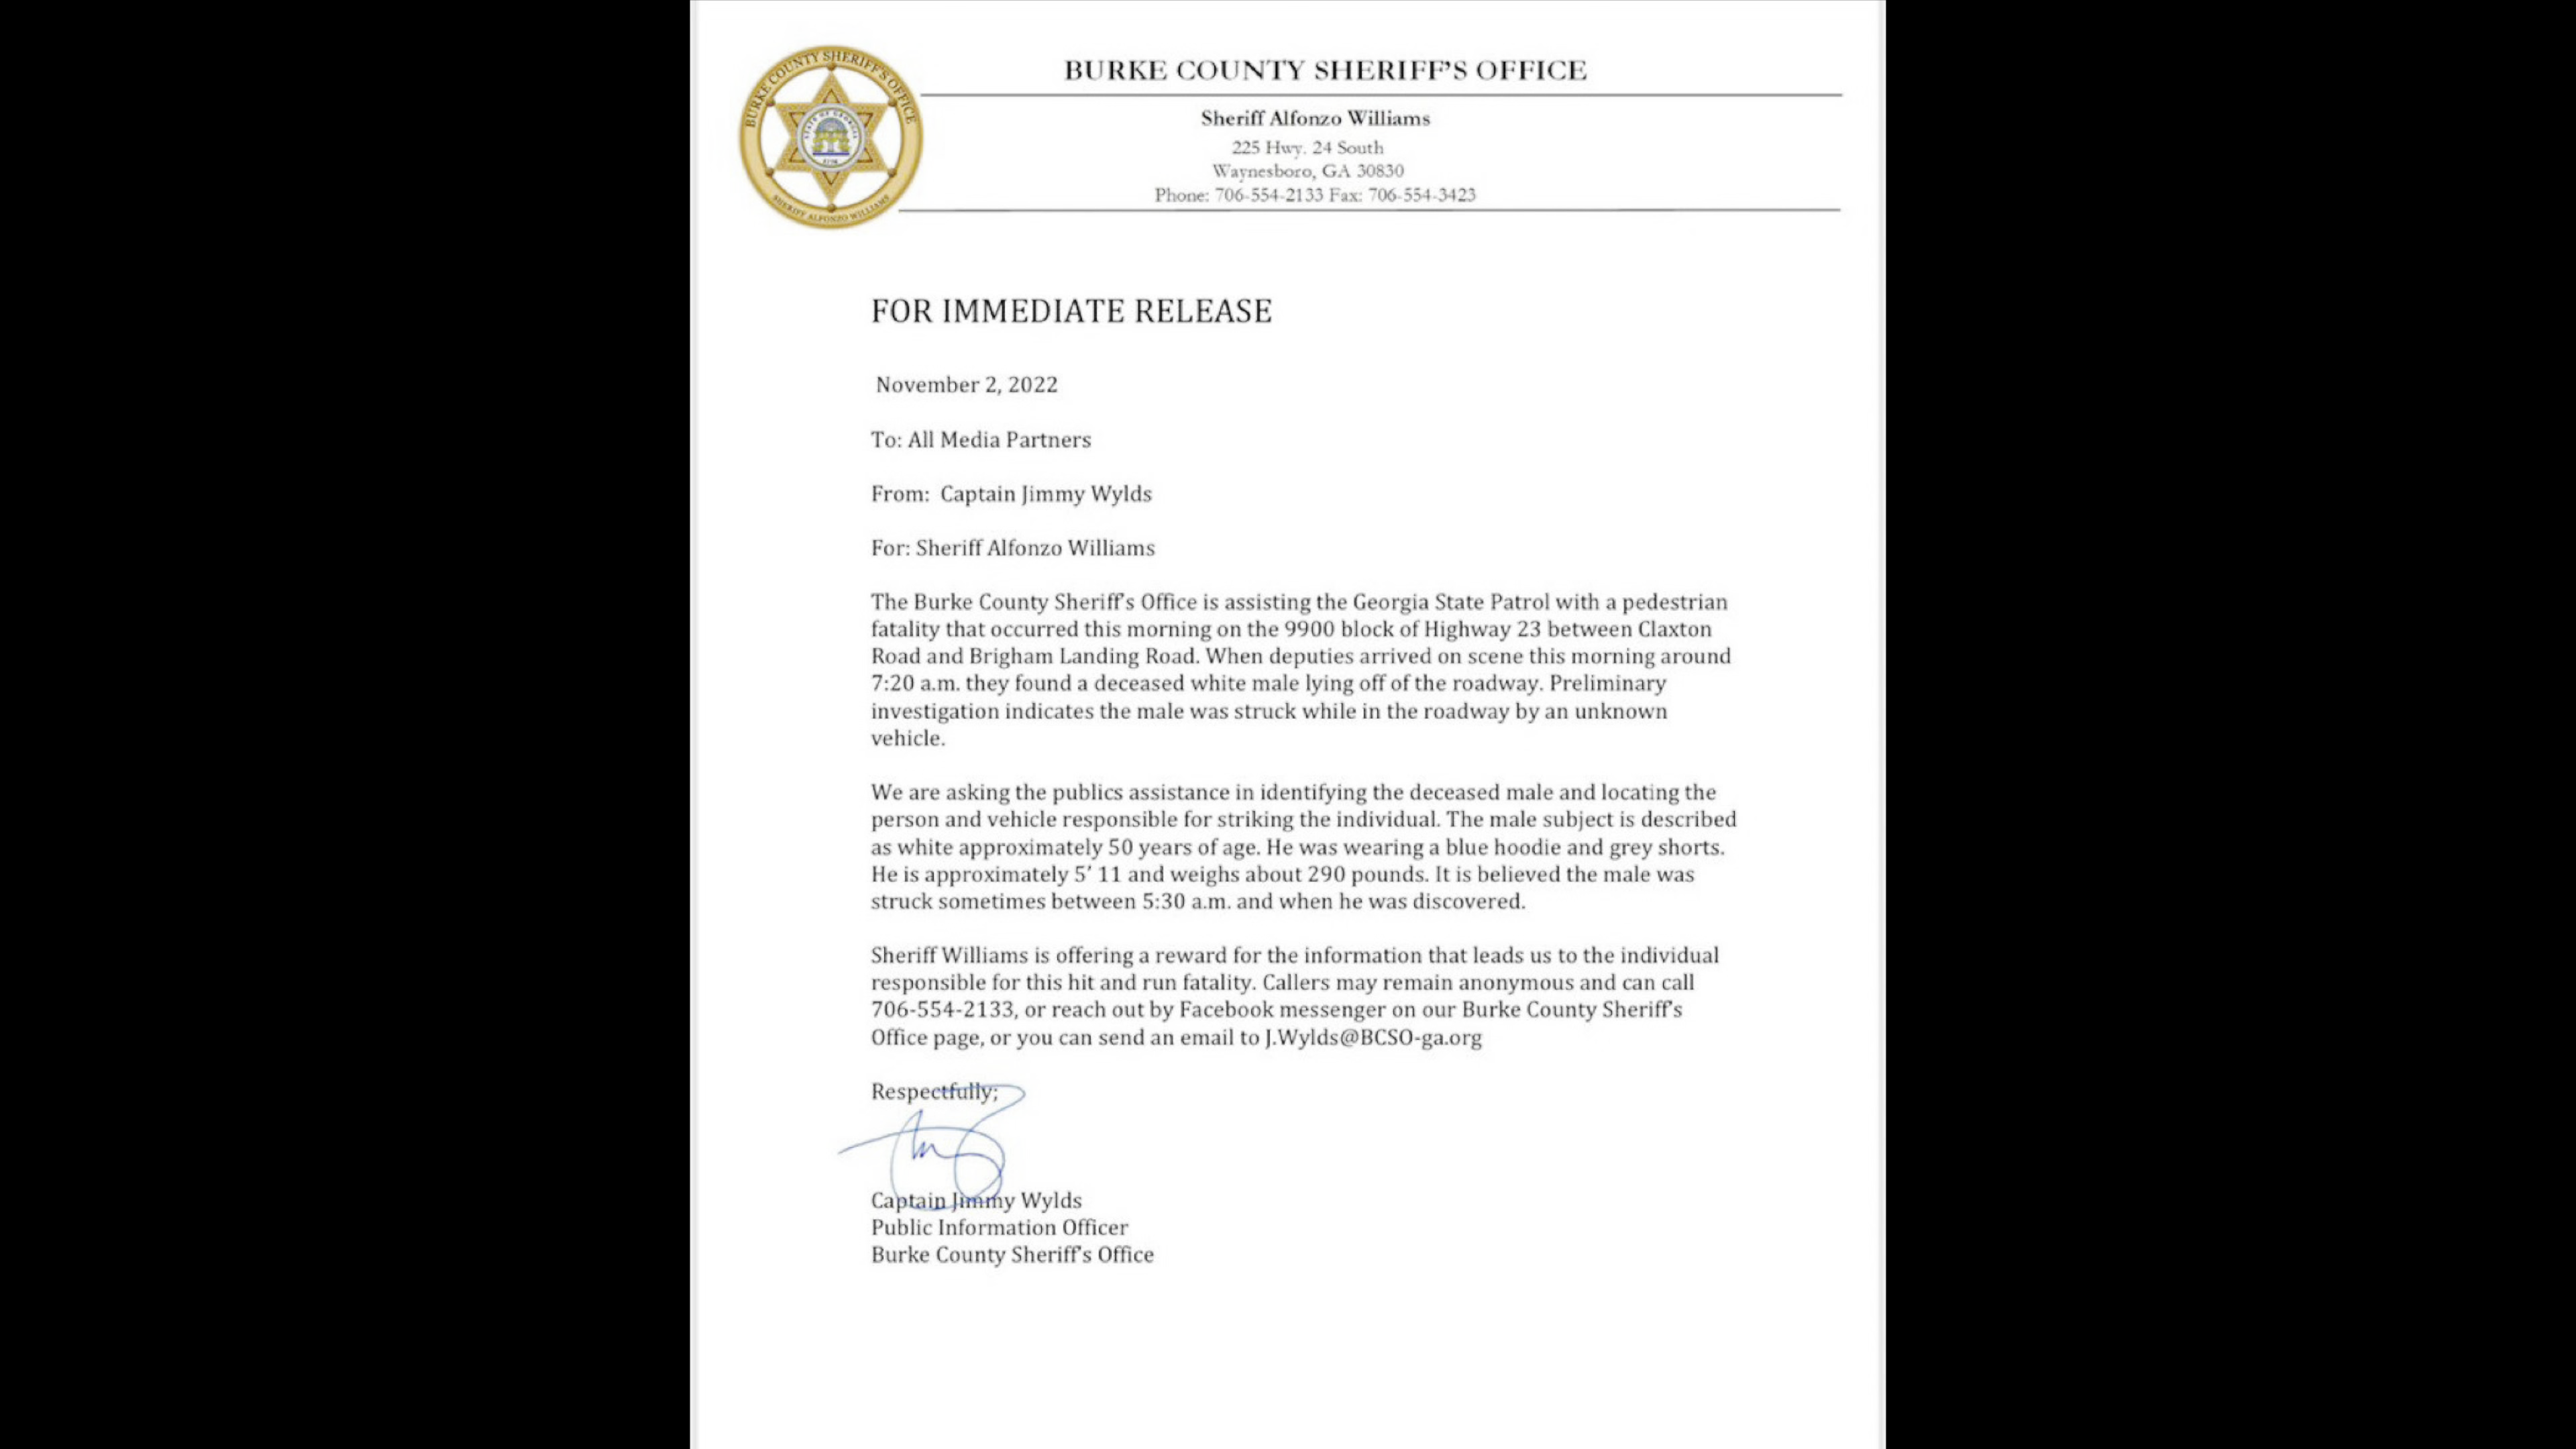 BURKE COUNTY SHERIFF'S OFFICE
SHERIFF ALFONZO WILLIAMS
STATE OF GEORGIA
1776
BURKE COUNTY SHERIFF'S OFFICE
Sheriff Alfonzo Williams
225 Hwy. 24 South
Waynesboro, GA 30830
Phone: 706-554-2133 Fax: 706-554-3423
FOR IMMEDIATE RELEASE
November 2, 2022
To: All Media Partners
From: Captain Jimmy Wylds
For: Sheriff Alfonzo Williams
The Burke County Sheriff's Office is assisting the Georgia State Patrol with a pedestrian
fatality that occurred this morning on the 9900 block of Highway 23 between Claxton
Road and Brigham Landing Road. When deputies arrived on scene this morning around
7:20 a.m. they found a deceased white male lying off of the roadway. Preliminary
investigation indicates the male was struck while in the roadway by an unknown
vehicle.
We are asking the publics assistance in identifying the deceased male and locating the
person and vehicle responsible for striking the individual. The male subject is described
as white approximately 50 years of age. He was wearing a blue hoodie and grey shorts.
He is approximately 5' 11 and weighs about 290 pounds. It is believed the male was
struck sometimes between 5:30 a.m. and when he was discovered.
Sheriff Williams is offering a reward for the information that leads us to the individual
responsible for this hit and run fatality. Callers may remain anonymous and can call
706-554-2133, or reach out by Facebook messenger on our Burke County Sheriff's
Office page, or you can send an email to J.Wylds@BCSO-ga.org
Respectfully;
Captain Jimmy Wylds
Public Information Officer
Burke County Sheriff's Office